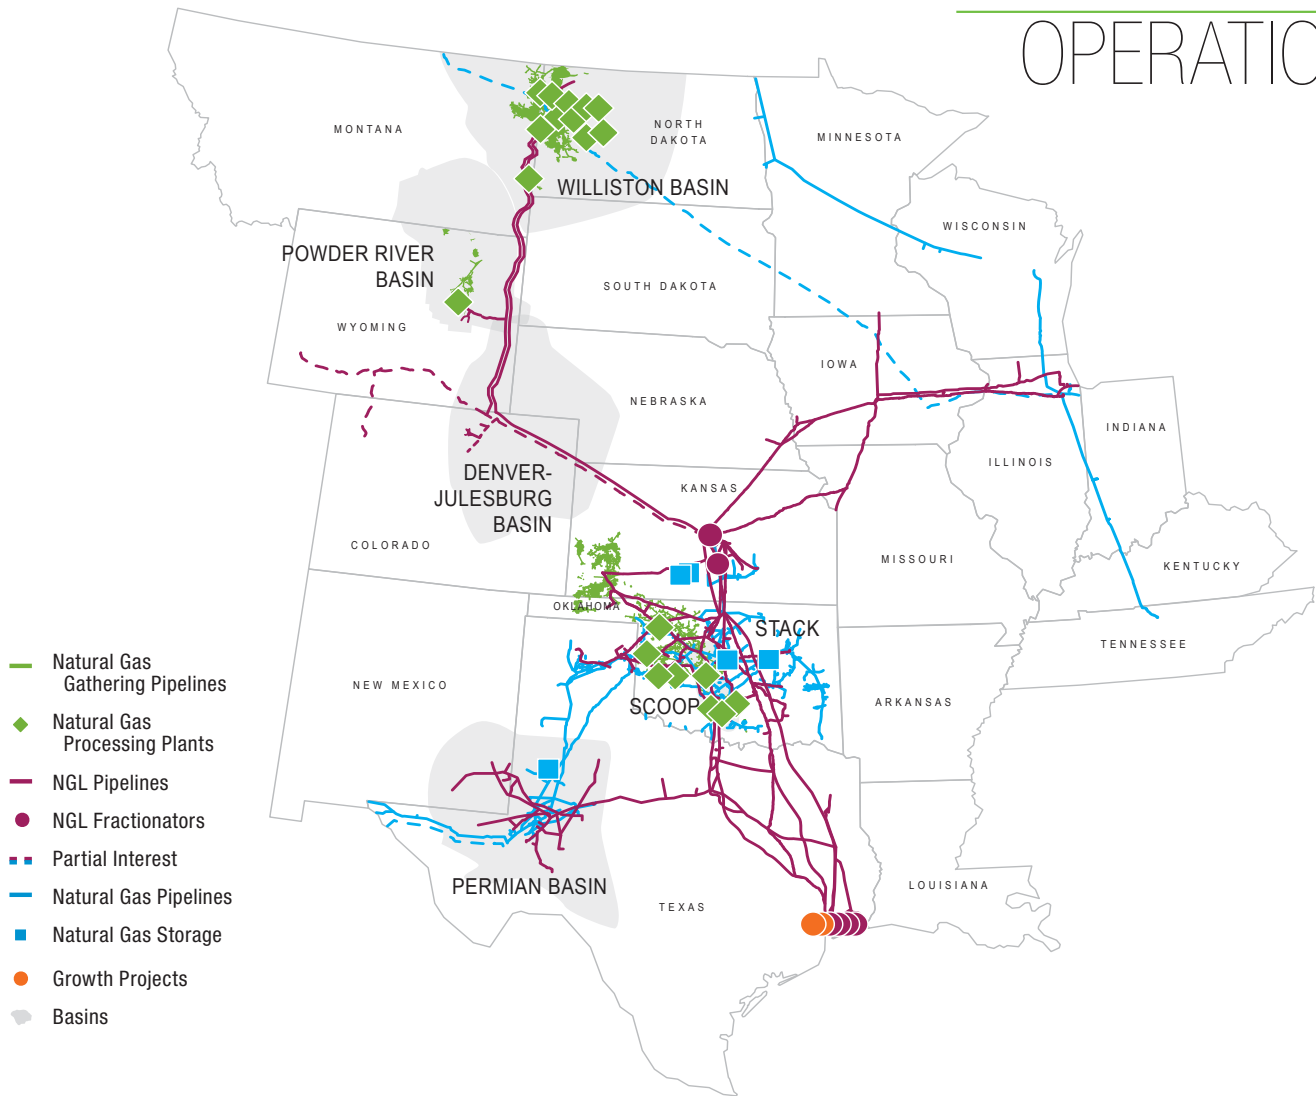 OPERATIO
MONTANA
NORTH
DAKOTA
MINNESOTA
WILLISTON BASIN
WISCONSIN
POWDER RIVER
BASIN
SOUTH DAKOTA
WYOMING
IOWA
NEBRASKA
INDIANA
ILLINOIS
DENVER-
JULESBURG
BASIN
KANSAS
COLORADO
MISSOURI
KENTUCKY
OKLAHOMA
STACK
TENNESSEE
NEW MEXICO
SCOOP
ARKANSAS
PERMIAN BASIN
LOUISIANA
TEXAS
Natural Gas
Gathering Pipelines
Natural Gas
Processing Plants
NGL Pipelines
NGL Fractionators
Partial Interest
Natural Gas Pipelines
Natural Gas Storage
Growth Projects
Basins